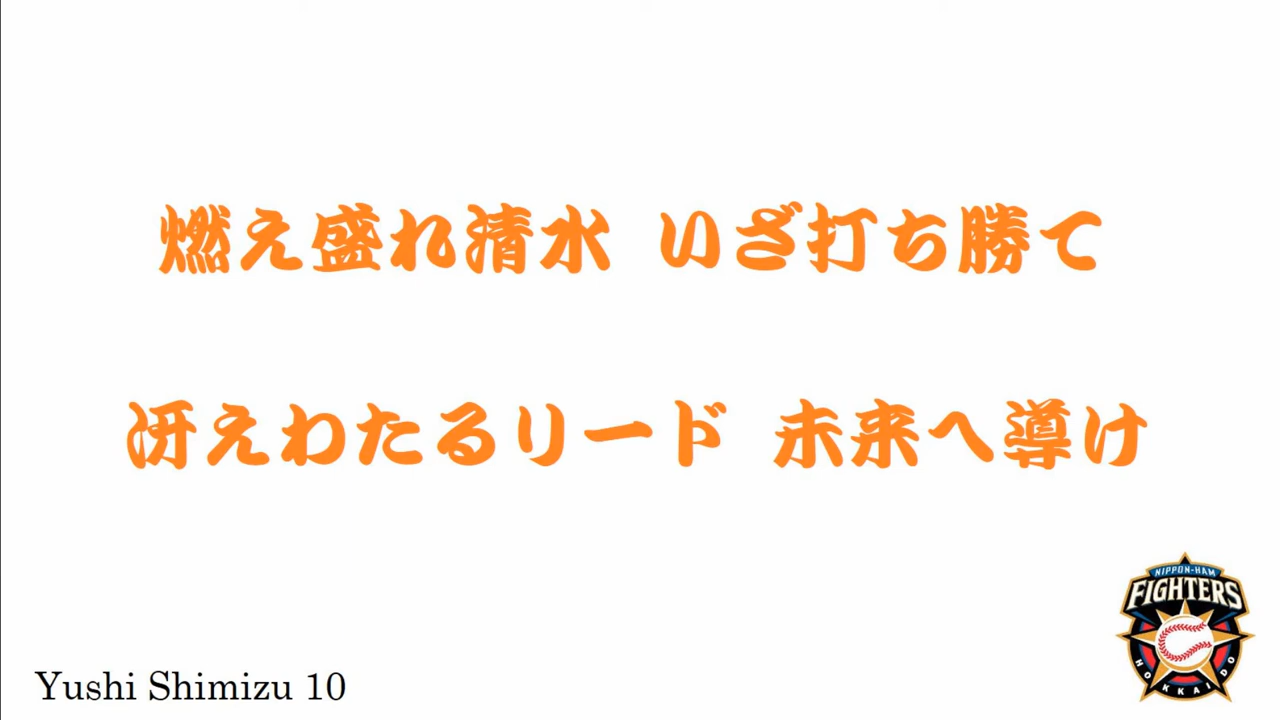 燃え盛れ清水 いざ打ち勝て
冴えわたるリード 未来へ導け
NIPPON-HAM
FIGHTERS
HOKKAIDO
Yushi Shimizu 10